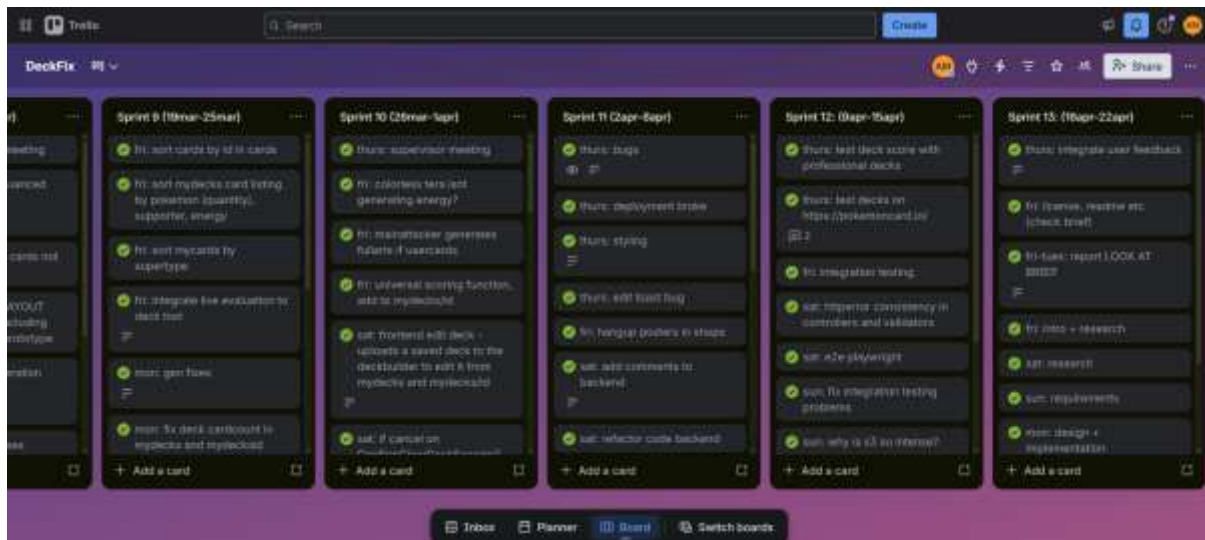 Trello
Search
Create
DeckFix
Share
meeting
cards not
Sprint 9 (19mar-25mar)
fri: sort cards by id in cards
fri: sort mydecks card listing
by pokemon (quantity),
supporter, energy
fri: sort mycards by
supertype
fri: integrate live evaluation to
deck tool
mon: gen fixes
mon: fix deck cardcount in
+ Add a card
Sprint 10 (26mar-1apr)
thurs: supervisor meeting
fri: colorless tera isnt
generating energy?
fri: mainattacker generates
fullarts if usercards
fri: universal scoring function,
add to mydecks/id
sat: frontend edit deck -
uploads a saved deck to the
deckbuilder to edit it from
mydecks and mydecks/id
sat: if cancel on
+ Add a card
Sprint 11 (2apr-8apr)
thurs: bugs
thurs: deployment broke
thurs: styling
thurs: edit toast bug
fri: hangup posters in shops
sat: add comments to
backend
sat: refactor code backend
+ Add a card
Sprint 12: (9apr-15apr)
thurs: test deck score with
professional decks
thurs: test decks on
https://pokemoncard.io/
2
fri: integration testing
sat: httperror consistency in
controllers and validators
sat: e2e playwright
sun: fix integration testing
problems
sun: why is s3 so intense?
+ Add a card
Sprint 13: (16apr-22apr)
thurs: integrate user feedback
fri: license, readme etc
(check brief)
fri-tues: report LOOK AT
BRIEF
fri: intro + research
sat: research
sun: requirements
mon: design +
implementation
+ Add a card
Inbox
Planner
Board
Switch boards